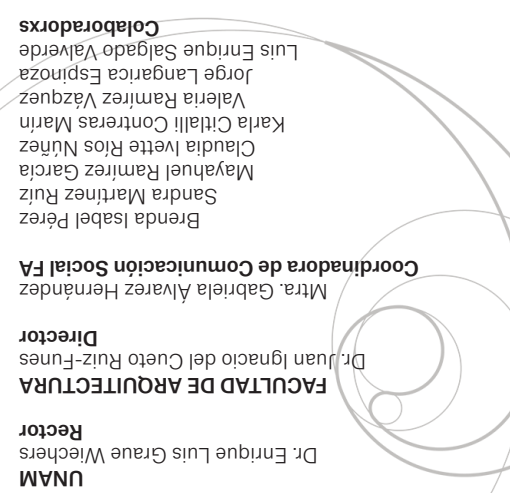 UNAM
Dr. Enrique Luis Graue Wiechers
Rector
FACULTAD DE ARQUITECTURA
Dr. Juan Ignacio del Cueto Ruiz-Funes
Director
Mtra. Gabriela Álvarez Hernández
Coordinadora de Comunicación Social FA
Brenda Isabel Pérez
Sandra Martínez Ruíz
Mayahuel Ramírez García
Claudia Ivette Ríos Núñez
Karla Citlalli Contreras Marín
Valeria Ramírez Vázquez
Jorge Langarica Espinoza
Luis Enrique Salgado Valverde
Colaboradorxs